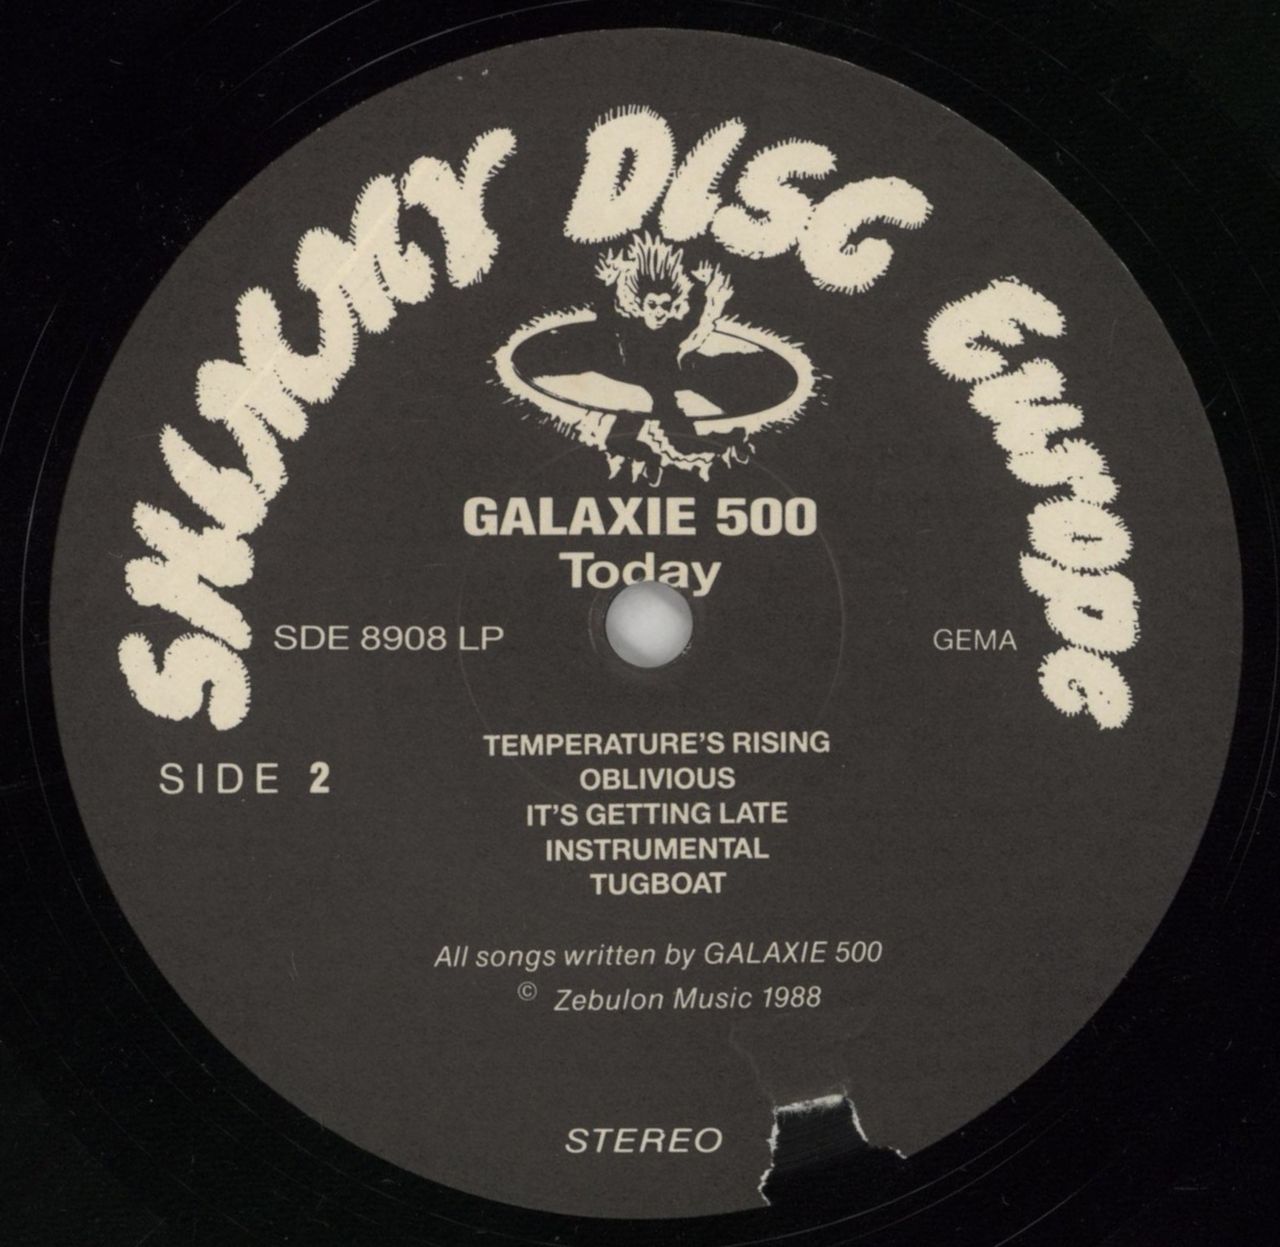 SHIMMY DISC EUROPE
GALAXIE 500
Today
SDE 8908 LP
GEMA
SIDE 2
TEMPERATURE'S RISING
OBLIVIOUS
IT'S GETTING LATE
INSTRUMENTAL
TUGBOAT
All songs written by GALAXIE 500
© Zebulon Music 1988
STEREO